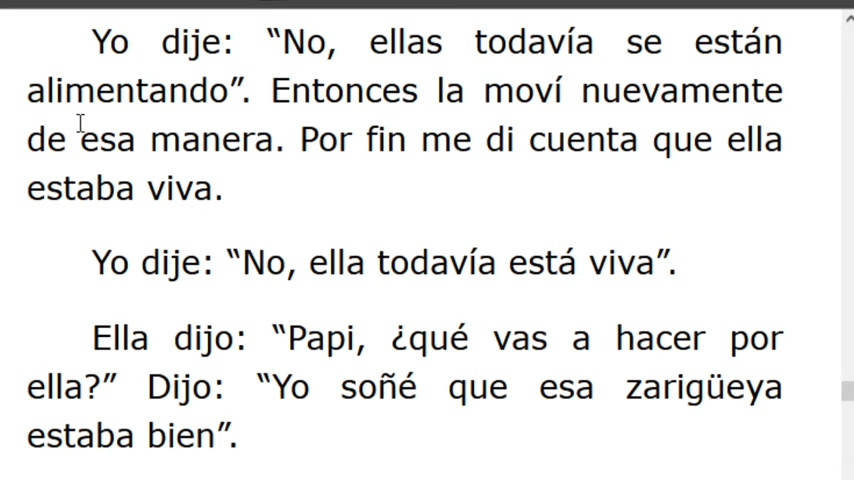 Yo dije: “No, ellas todavía se están
alimentando”. Entonces la moví nuevamente
de esa manera. Por fin me di cuenta que ella
estaba viva.
Yo dije: “No, ella todavía está viva”.
Ella dijo: “Papi, ¿qué vas a hacer por
ella?” Dijo: “Yo soñé que esa zarigüeya
estaba bien”.